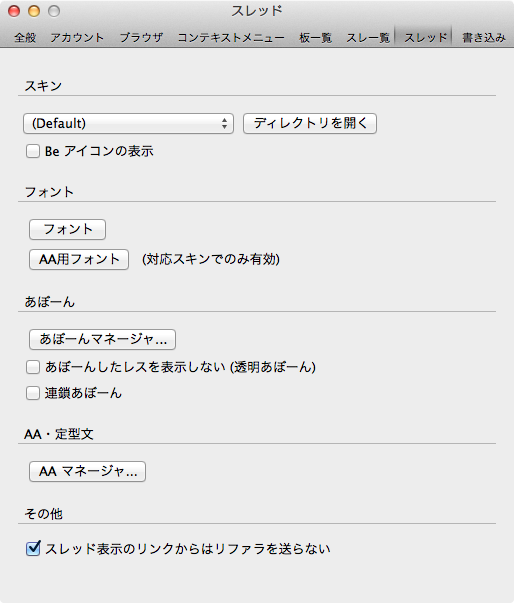 スレッド
全般 アカウント ブラウザ コンテキストメニュー 板一覧 スレ一覧 スレッド 書き込み
スキン
(Default) ディレクトリを開く
Be アイコンの表示
フォント
フォント
AA用フォント (対応スキンでのみ有効)
あぼーん
あぼーんマネージャ...
あぼーんしたレスを表示しない (透明あぼーん)
連鎖あぼーん
AA・定型文
AA マネージャ...
その他
スレッド表示のリンクからはリファラを送らない